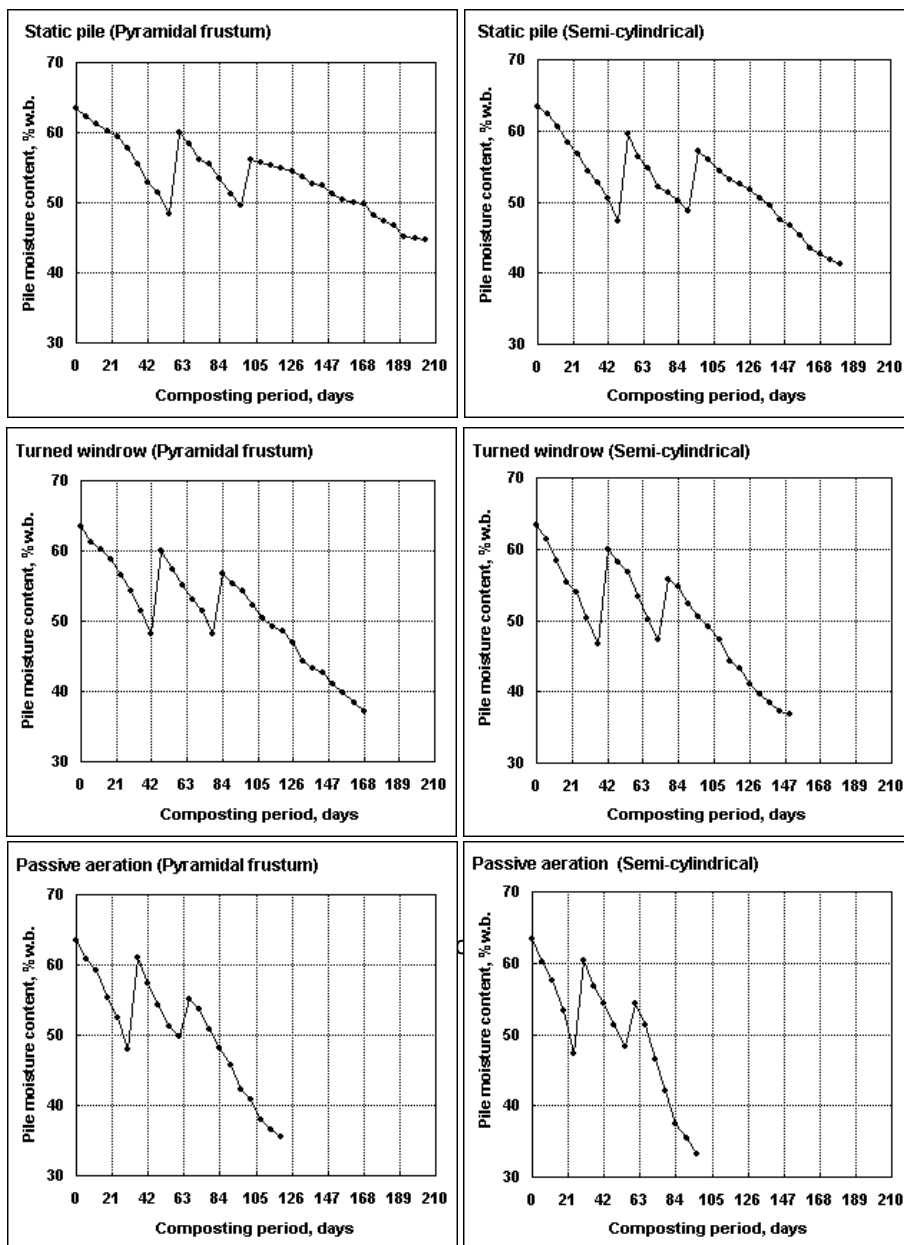 Static pile (Pyramidal frustum)
Pile moisture content, % w.b.
70
60
50
40
30
0 21 42 63 84 105 126 147 168 189 210
Composting period, days
Static pile (Semi-cylindrical)
Pile moisture content, % w.b.
70
60
50
40
30
0 21 42 63 84 105 126 147 168 189 210
Composting period, days
Turned windrow (Pyramidal frustum)
Pile moisture content, % w.b.
70
60
50
40
30
0 21 42 63 84 105 126 147 168 189 210
Composting period, days
Turned windrow (Semi-cylindrical)
Pile moisture content, % w.b.
70
60
50
40
30
0 21 42 63 84 105 126 147 168 189 210
Composting period, days
Passive aeration (Pyramidal frustum)
Pile moisture content, % w.b.
70
60
50
40
30
0 21 42 63 84 105 126 147 168 189 210
Composting period, days
Passive aeration (Semi-cylindrical)
Pile moisture content, % w.b.
70
60
50
40
30
0 21 42 63 84 105 126 147 168 189 210
Composting period, days